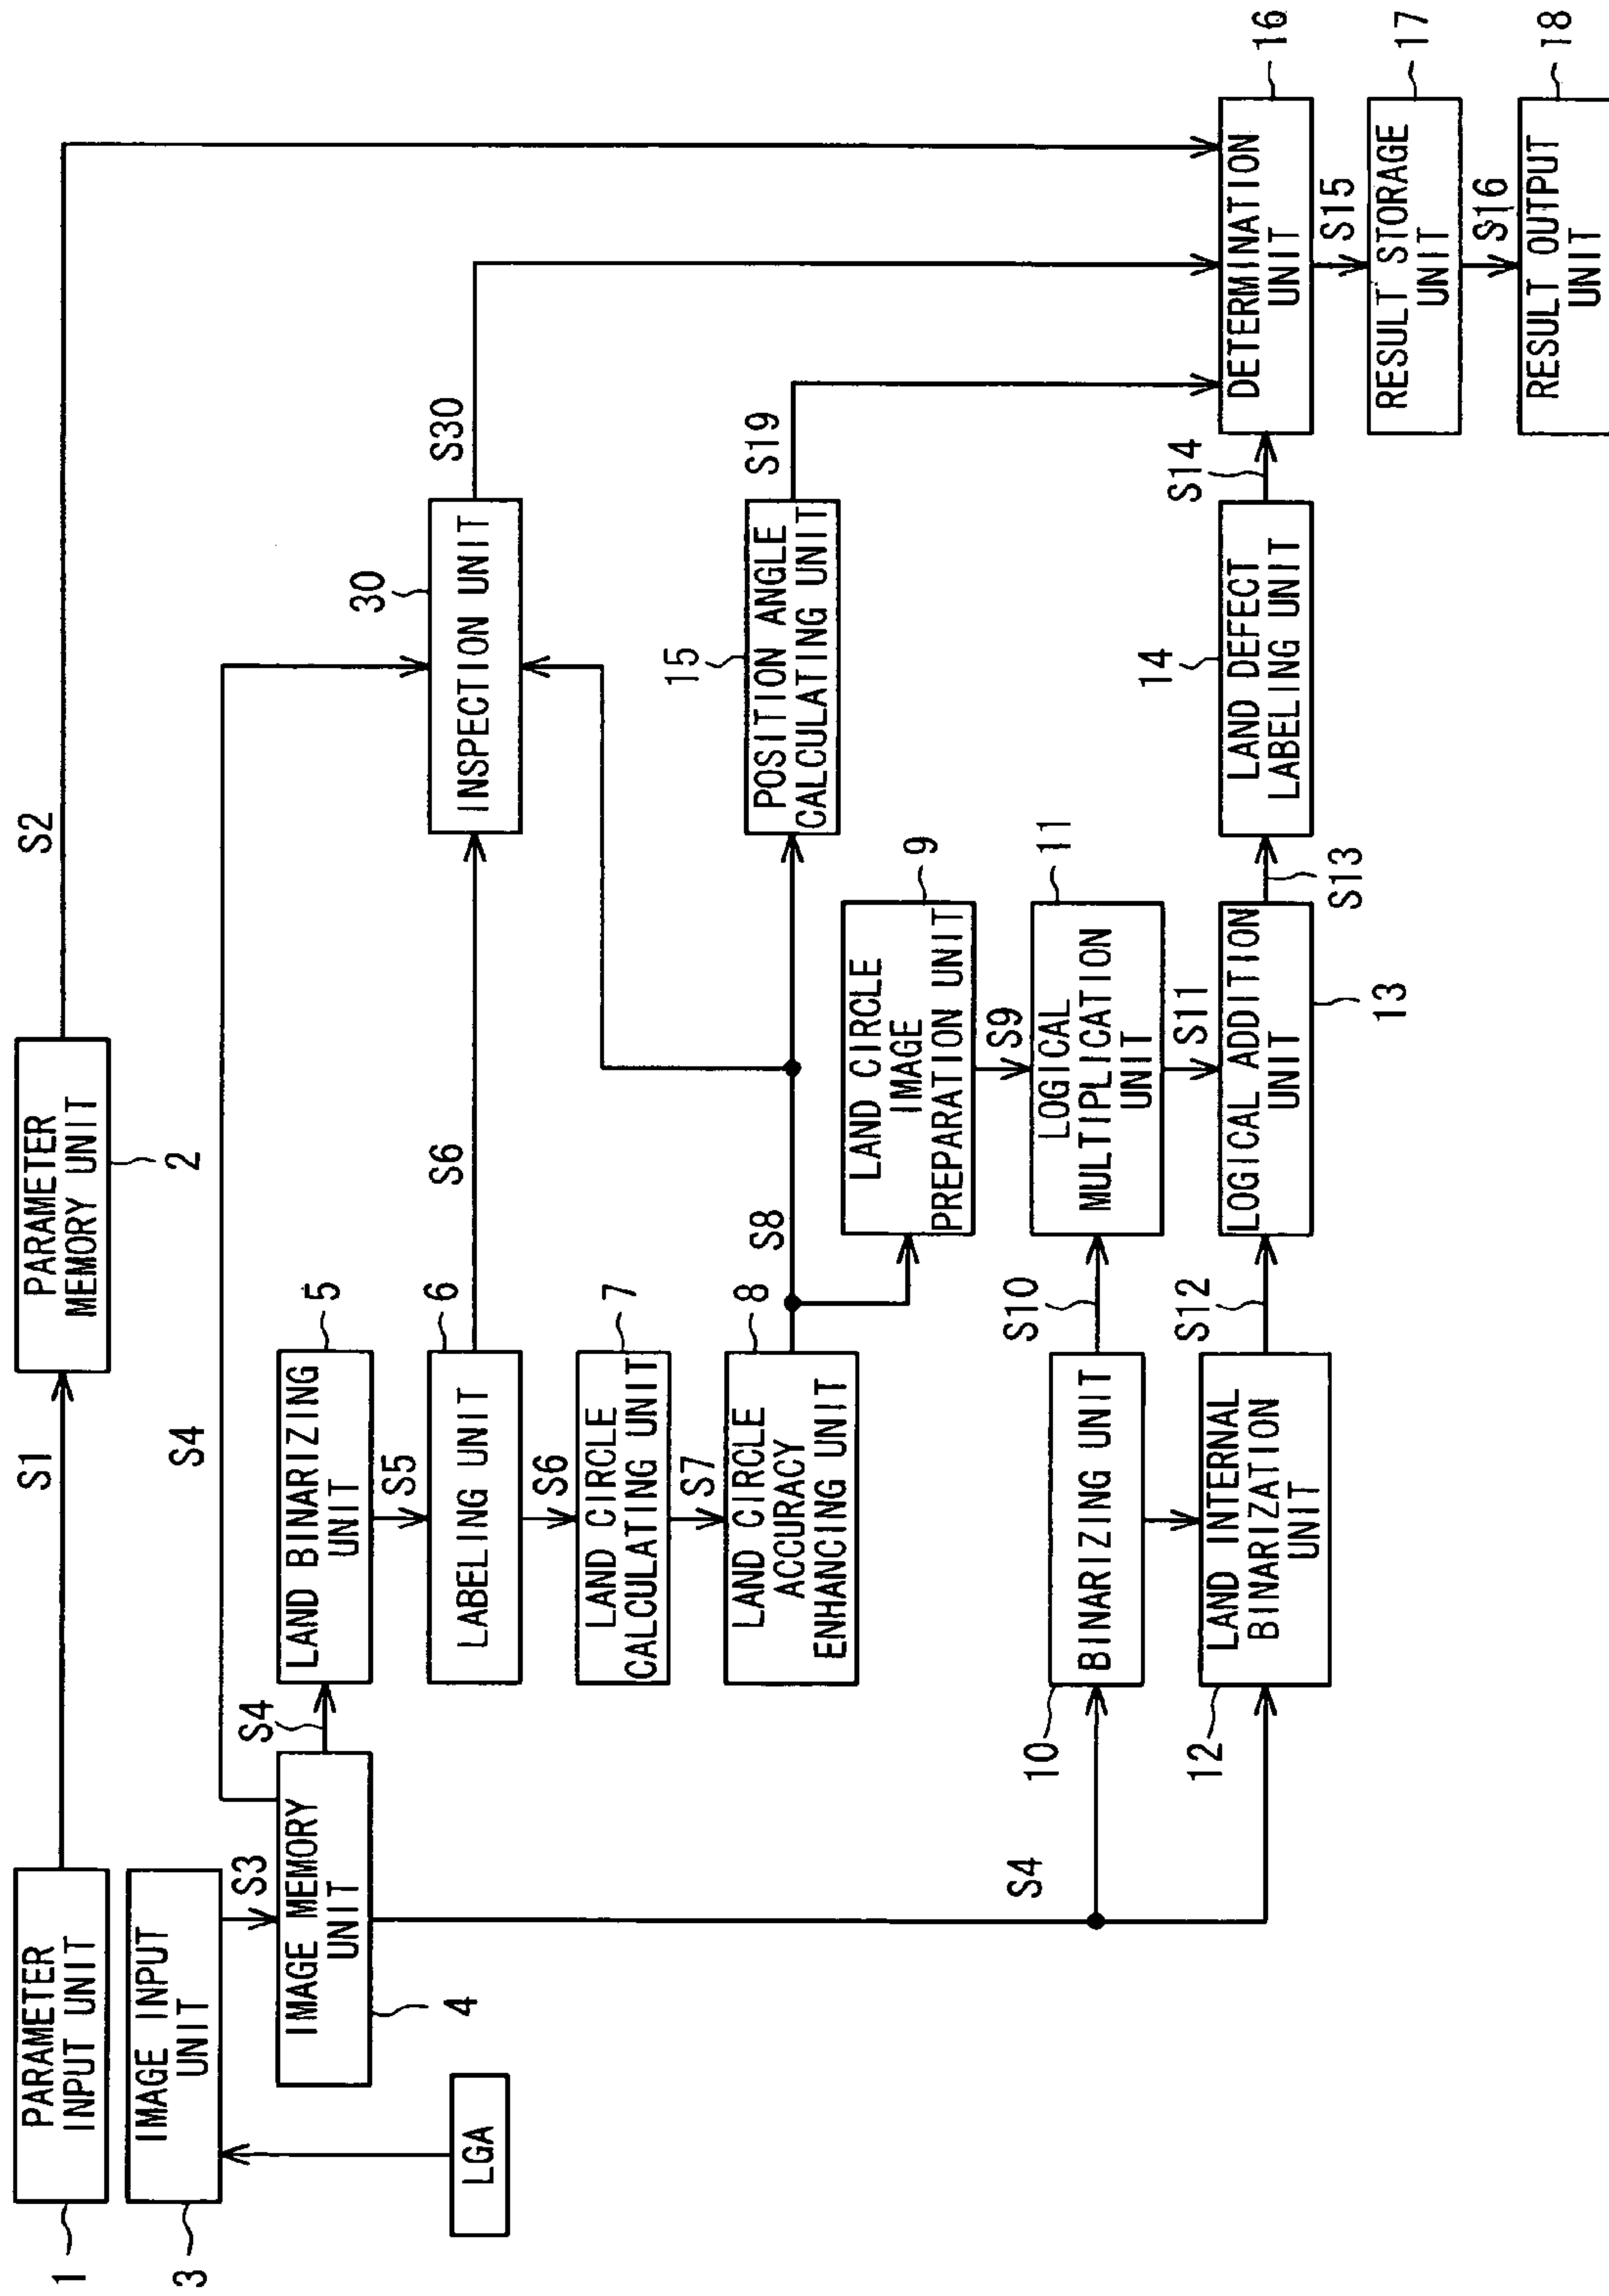 1
PARAMETER
INPUT UNIT
S1
PARAMETER
MEMORY UNIT
2
S2
3
IMAGE INPUT
UNIT
S3
LGA
IMAGE MEMORY
UNIT
4
S4
S4
S4
LAND BINARIZING
UNIT
5
S5
LABELING UNIT
6
S6
S6
LAND CIRCLE
CALCULATING UNIT
7
S7
LAND CIRCLE
ACCURACY
ENHANCING UNIT
8
S8
30
INSPECTION UNIT
S30
15
POSITION ANGLE
CALCULATING UNIT
S19
LAND CIRCLE
IMAGE
PREPARATION UNIT
9
S9
10
BINARIZING UNIT
S10
LOGICAL
MULTIPLICATION
UNIT
11
S11
12
LAND INTERNAL
BINARIZATION
UNIT
S12
LOGICAL ADDITION
UNIT
13
S13
14
LAND DEFECT
LABELING UNIT
S14
DETERMINATION
UNIT
16
S15
RESULT STORAGE
UNIT
17
S16
RESULT OUTPUT
UNIT
18